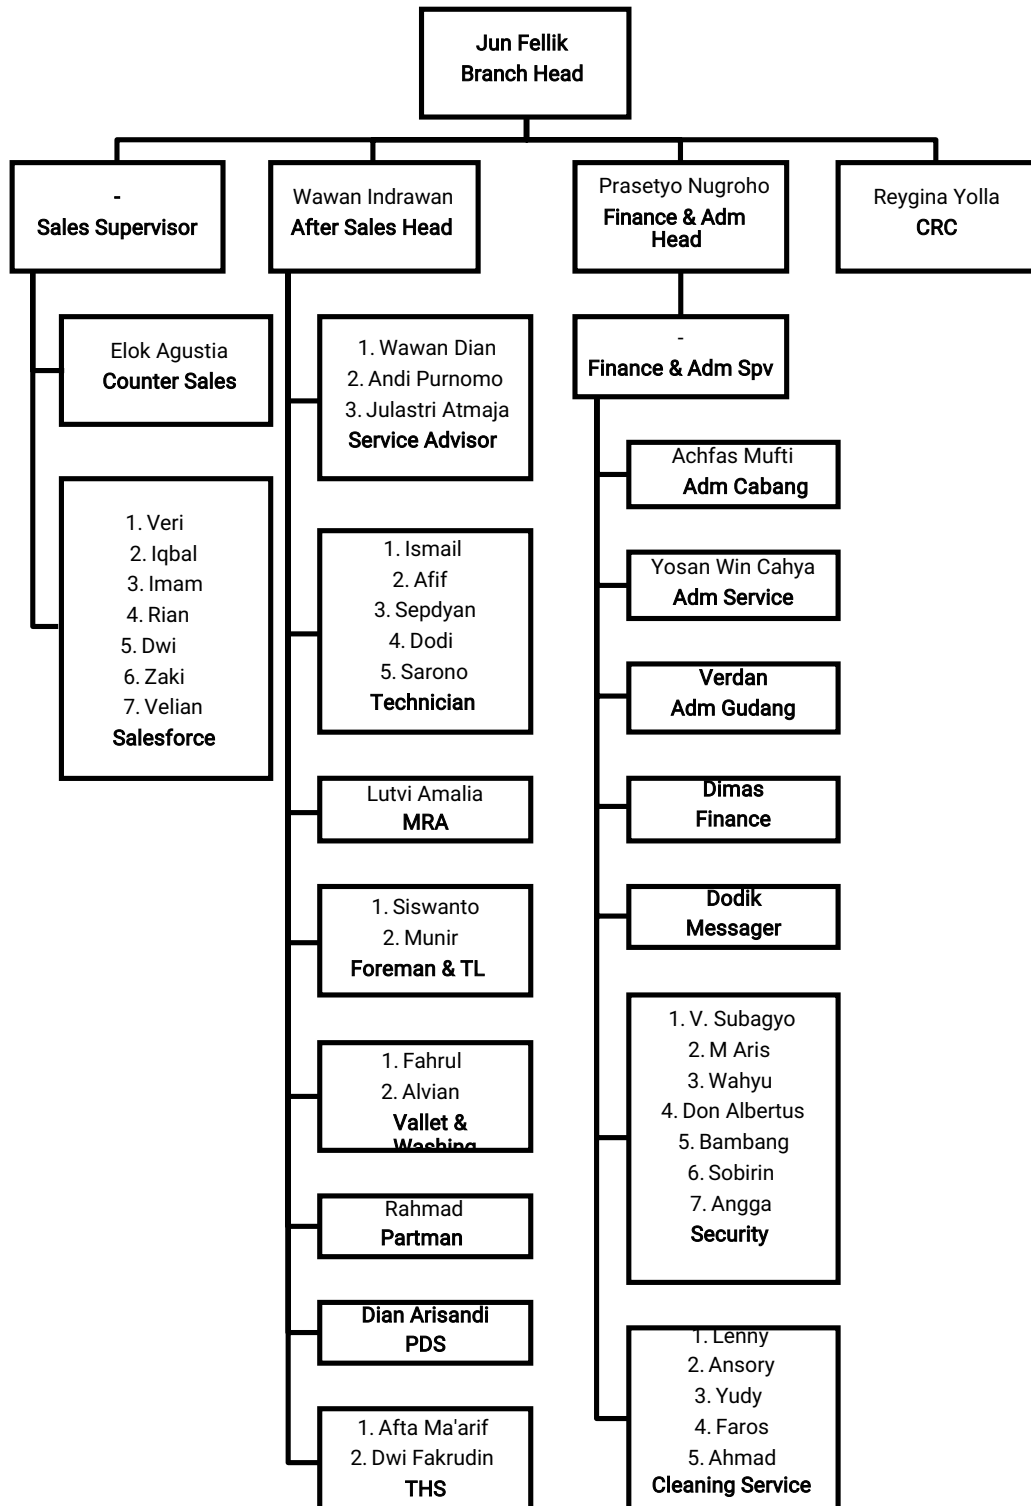 Jun Fellik
Branch Head
-
Sales Supervisor
Wawan Indrawan
After Sales Head
Prasetyo Nugroho
Finance & Adm
Head
Reygina Yolla
CRC
Elok Agustia
Counter Sales
1. Veri
2. Iqbal
3. Imam
4. Rian
5. Dwi
6. Zaki
7. Velian
Salesforce
1. Wawan Dian
2. Andi Purnomo
3. Julastri Atmaja
Service Advisor
1. Ismail
2. Afif
3. Sepdyan
4. Dodi
5. Sarono
Technician
Lutvi Amalia
MRA
1. Siswanto
2. Munir
Foreman & TL
1. Fahrul
2. Alvian
Vallet &
Washing
Rahmad
Partman
Dian Arisandi
PDS
1. Afta Ma'arif
2. Dwi Fakrudin
THS
-
Finance & Adm Spv
Achfas Mufti
Adm Cabang
Yosan Win Cahya
Adm Service
Verdan
Adm Gudang
Dimas
Finance
Dodik
Messager
1. V. Subagyo
2. M Aris
3. Wahyu
4. Don Albertus
5. Bambang
6. Sobirin
7. Angga
Security
1. Lenny
2. Ansory
3. Yudy
4. Faros
5. Ahmad
Cleaning Service